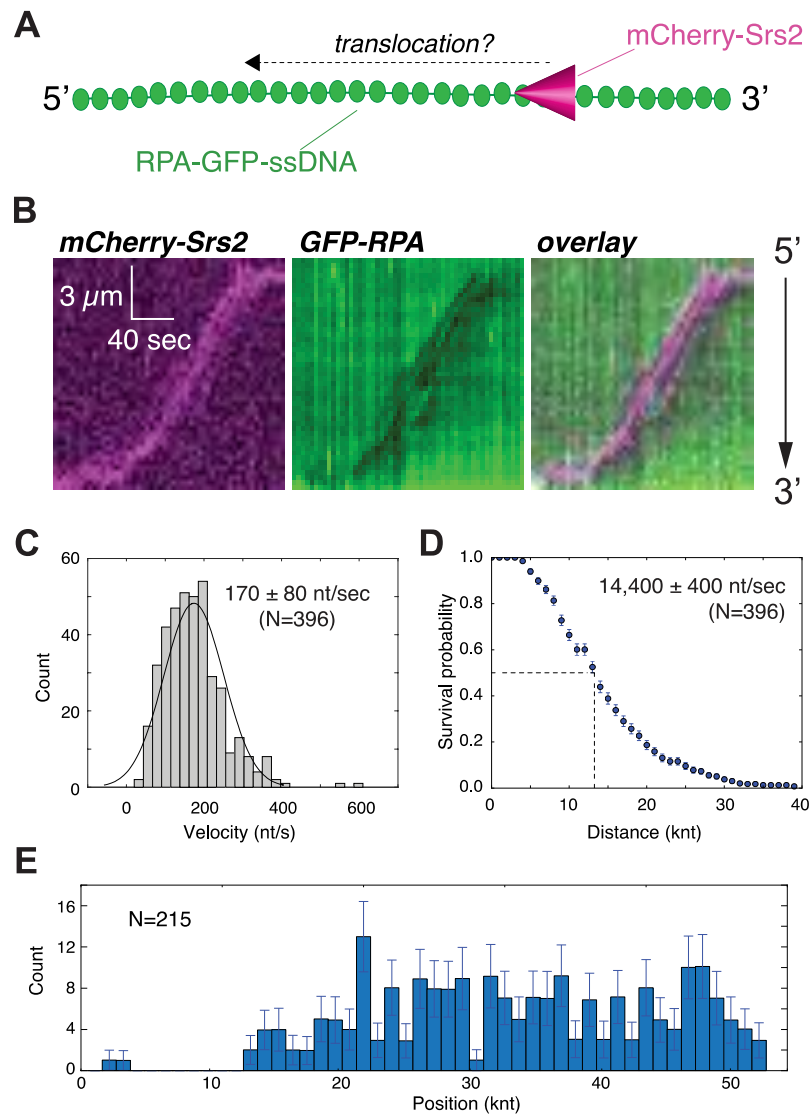 A
translocation?
mCherry-Srs2
5’
3’
RPA-GFP-ssDNA
B
mCherry-Srs2
GFP-RPA
overlay
3 µm
40 sec
5’
3’
C
60
40
20
0
Count
170 ± 80 nt/sec
(N=396)
0
200
400
600
Velocity (nt/s)
D
1.0
0.8
0.6
0.4
0.2
0.0
Survival probability
14,400 ± 400 nt/sec
(N=396)
0
10
20
30
40
Distance (knt)
E
16
12
8
4
0
Count
N=215
0
10
20
30
40
50
Position (knt)